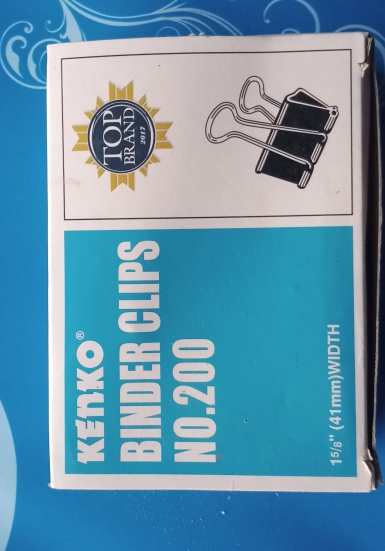 TOP
BRAND
2017
KENKO®
BINDER CLIPS
NO.200
1 5/8" (41mm)WIDTH